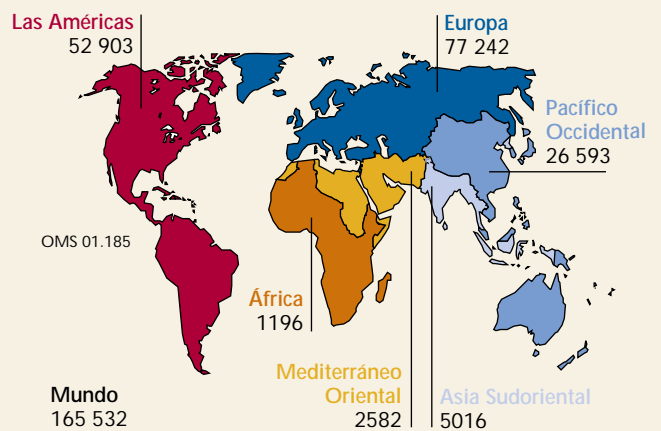 Las Américas
52 903
Europa
77 242
Pacífico
Occidental
26 593
OMS 01.185
África
1196
Mediterráneo
Oriental
2582
Asia Sudoriental
5016
Mundo
165 532